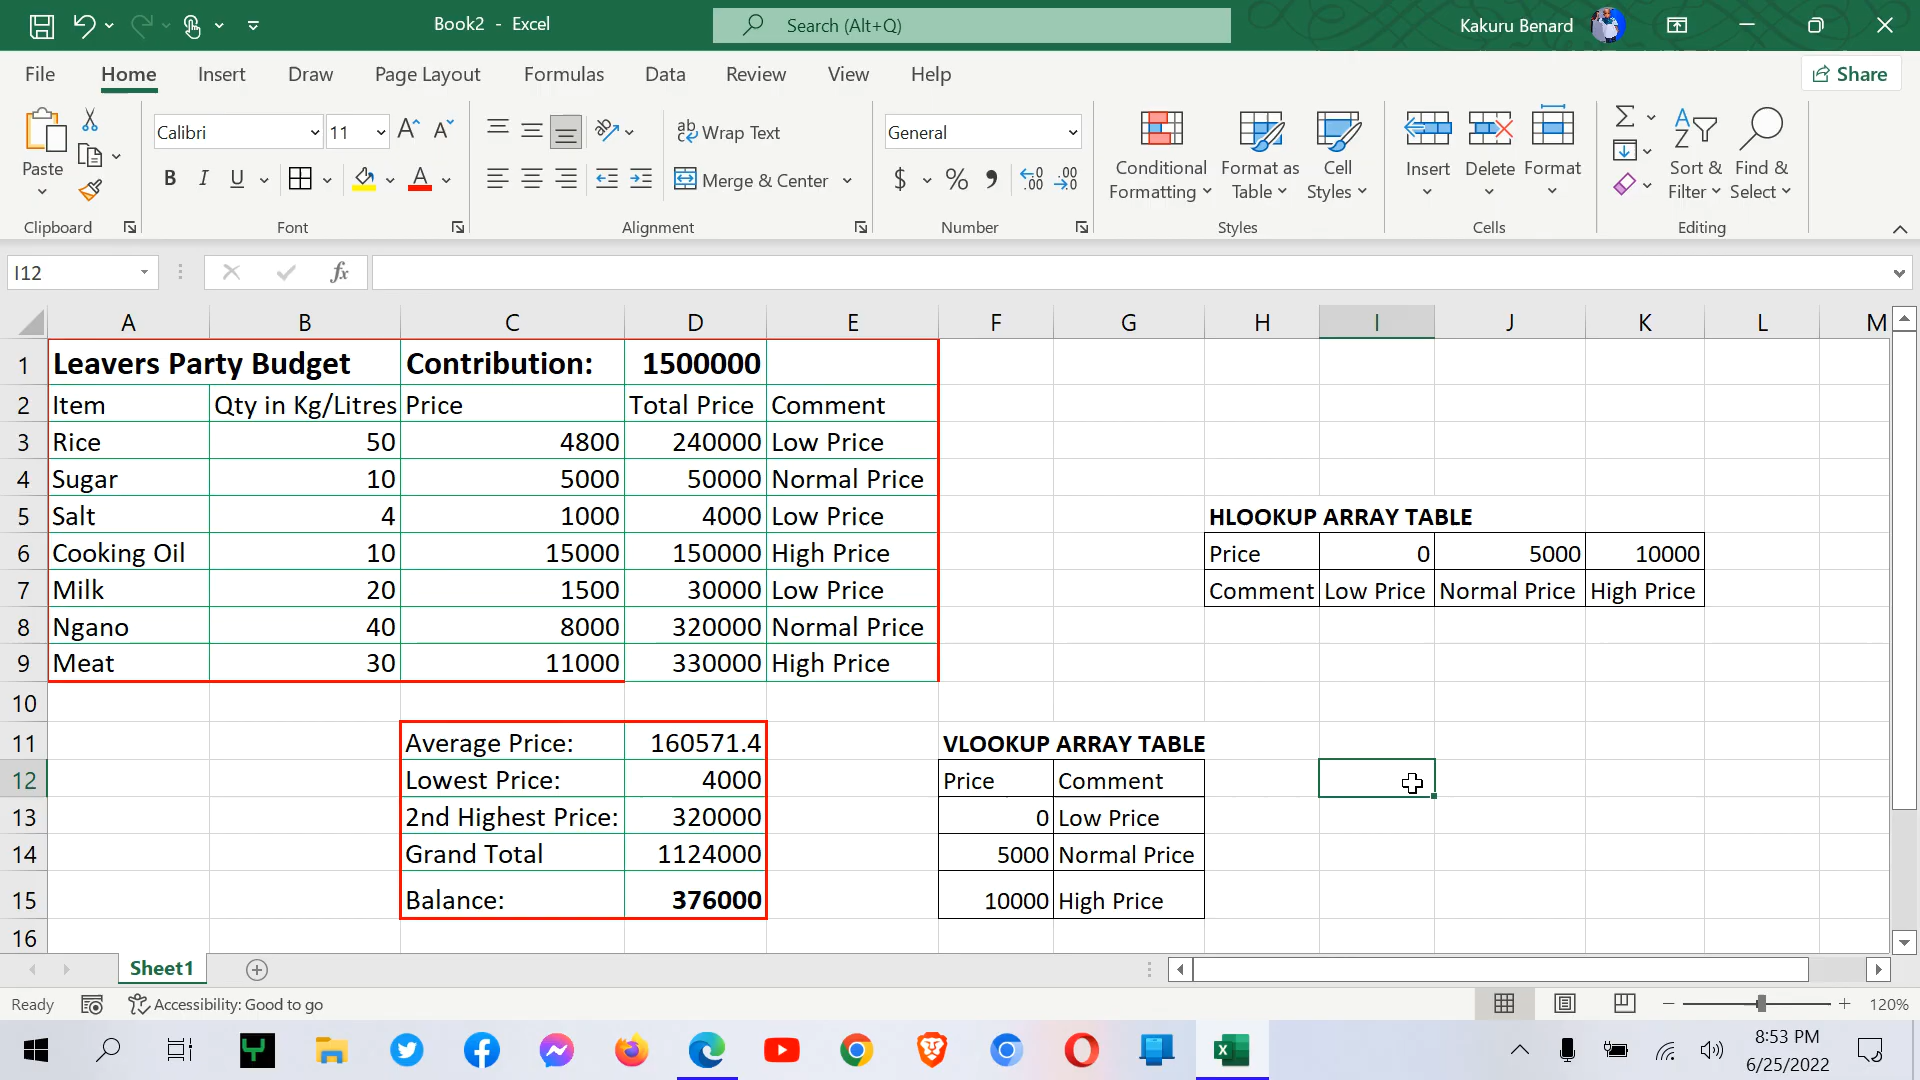 Book2 - Excel
Search (Alt+Q)
Kakuru Benard
File Home Insert Draw Page Layout Formulas Data Review View Help
Share
Paste
Clipboard
Calibri 11
B I U
Font
ab Wrap Text
Merge & Center
Alignment
General
$ % ,
Number
Conditional Formatting
Format as Table
Cell Styles
Styles
Insert Delete Format
Cells
Sort & Filter
Find & Select
Editing
I12
fx
A B C D E F G H I J K L M
1 Leavers Party Budget Contribution: 1500000
2 Item Qty in Kg/Litres Price Total Price Comment
3 Rice 50 4800 240000 Low Price
4 Sugar 10 5000 50000 Normal Price
5 Salt 4 1000 4000 Low Price HLOOKUP ARRAY TABLE
6 Cooking Oil 10 15000 150000 High Price Price 0 5000 10000
7 Milk 20 1500 30000 Low Price Comment Low Price Normal Price High Price
8 Ngano 40 8000 320000 Normal Price
9 Meat 30 11000 330000 High Price
10
11 Average Price: 160571.4 VLOOKUP ARRAY TABLE
12 Lowest Price: 4000 Price Comment
13 2nd Highest Price: 320000 0 Low Price
14 Grand Total 1124000 5000 Normal Price
15 Balance: 376000 10000 High Price
16
Sheet1
Ready Accessibility: Good to go
120%
8:53 PM
6/25/2022